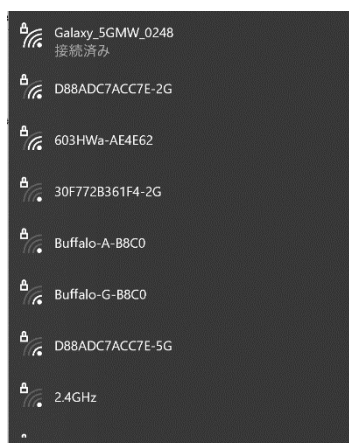 Galaxy_5GMW_0248
接続済み
D88ADC7ACC7E-2G
603HWa-AE4E62
30F772B361F4-2G
Buffalo-A-B8C0
Buffalo-G-B8C0
D88ADC7ACC7E-5G
2.4GHz